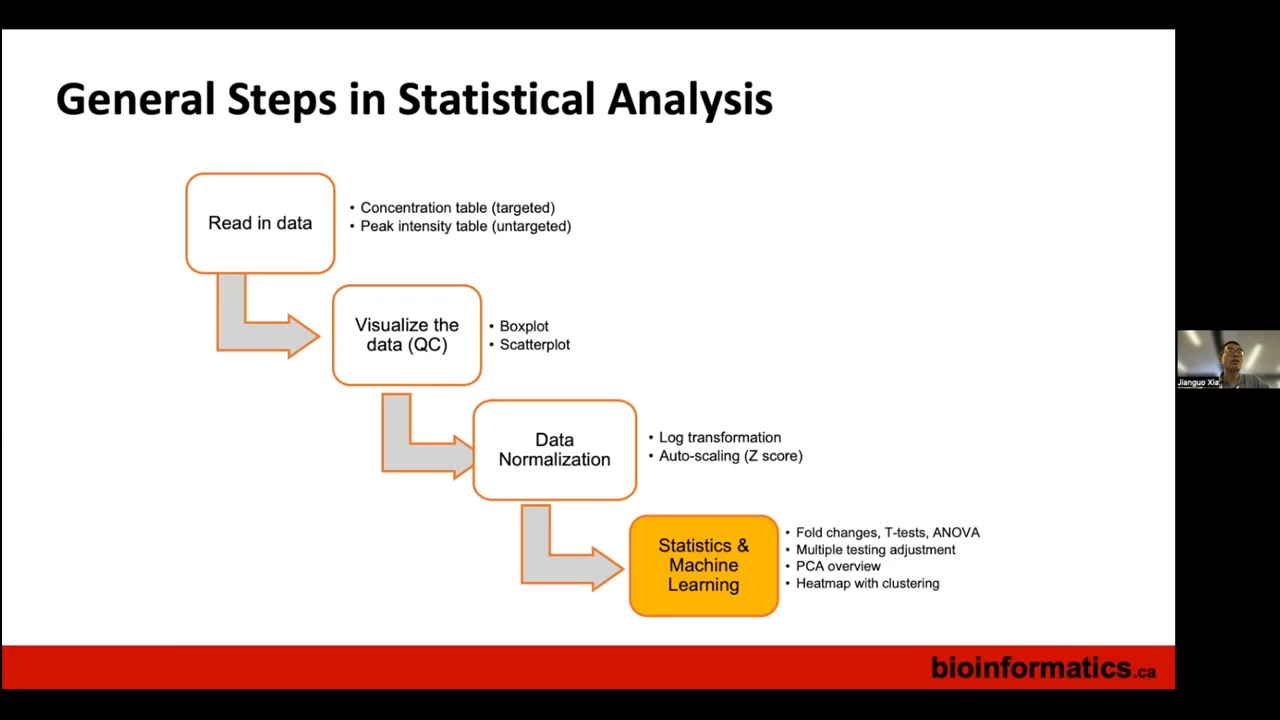 General Steps in Statistical Analysis
Read in data
• Concentration table (targeted)
• Peak intensity table (untargeted)
Visualize the
data (QC)
• Boxplot
• Scatterplot
Data
Normalization
• Log transformation
• Auto-scaling (Z score)
Statistics &
Machine
Learning
• Fold changes, T-tests, ANOVA
• Multiple testing adjustment
• PCA overview
• Heatmap with clustering
Jianguo Xia
bioinformatics.ca